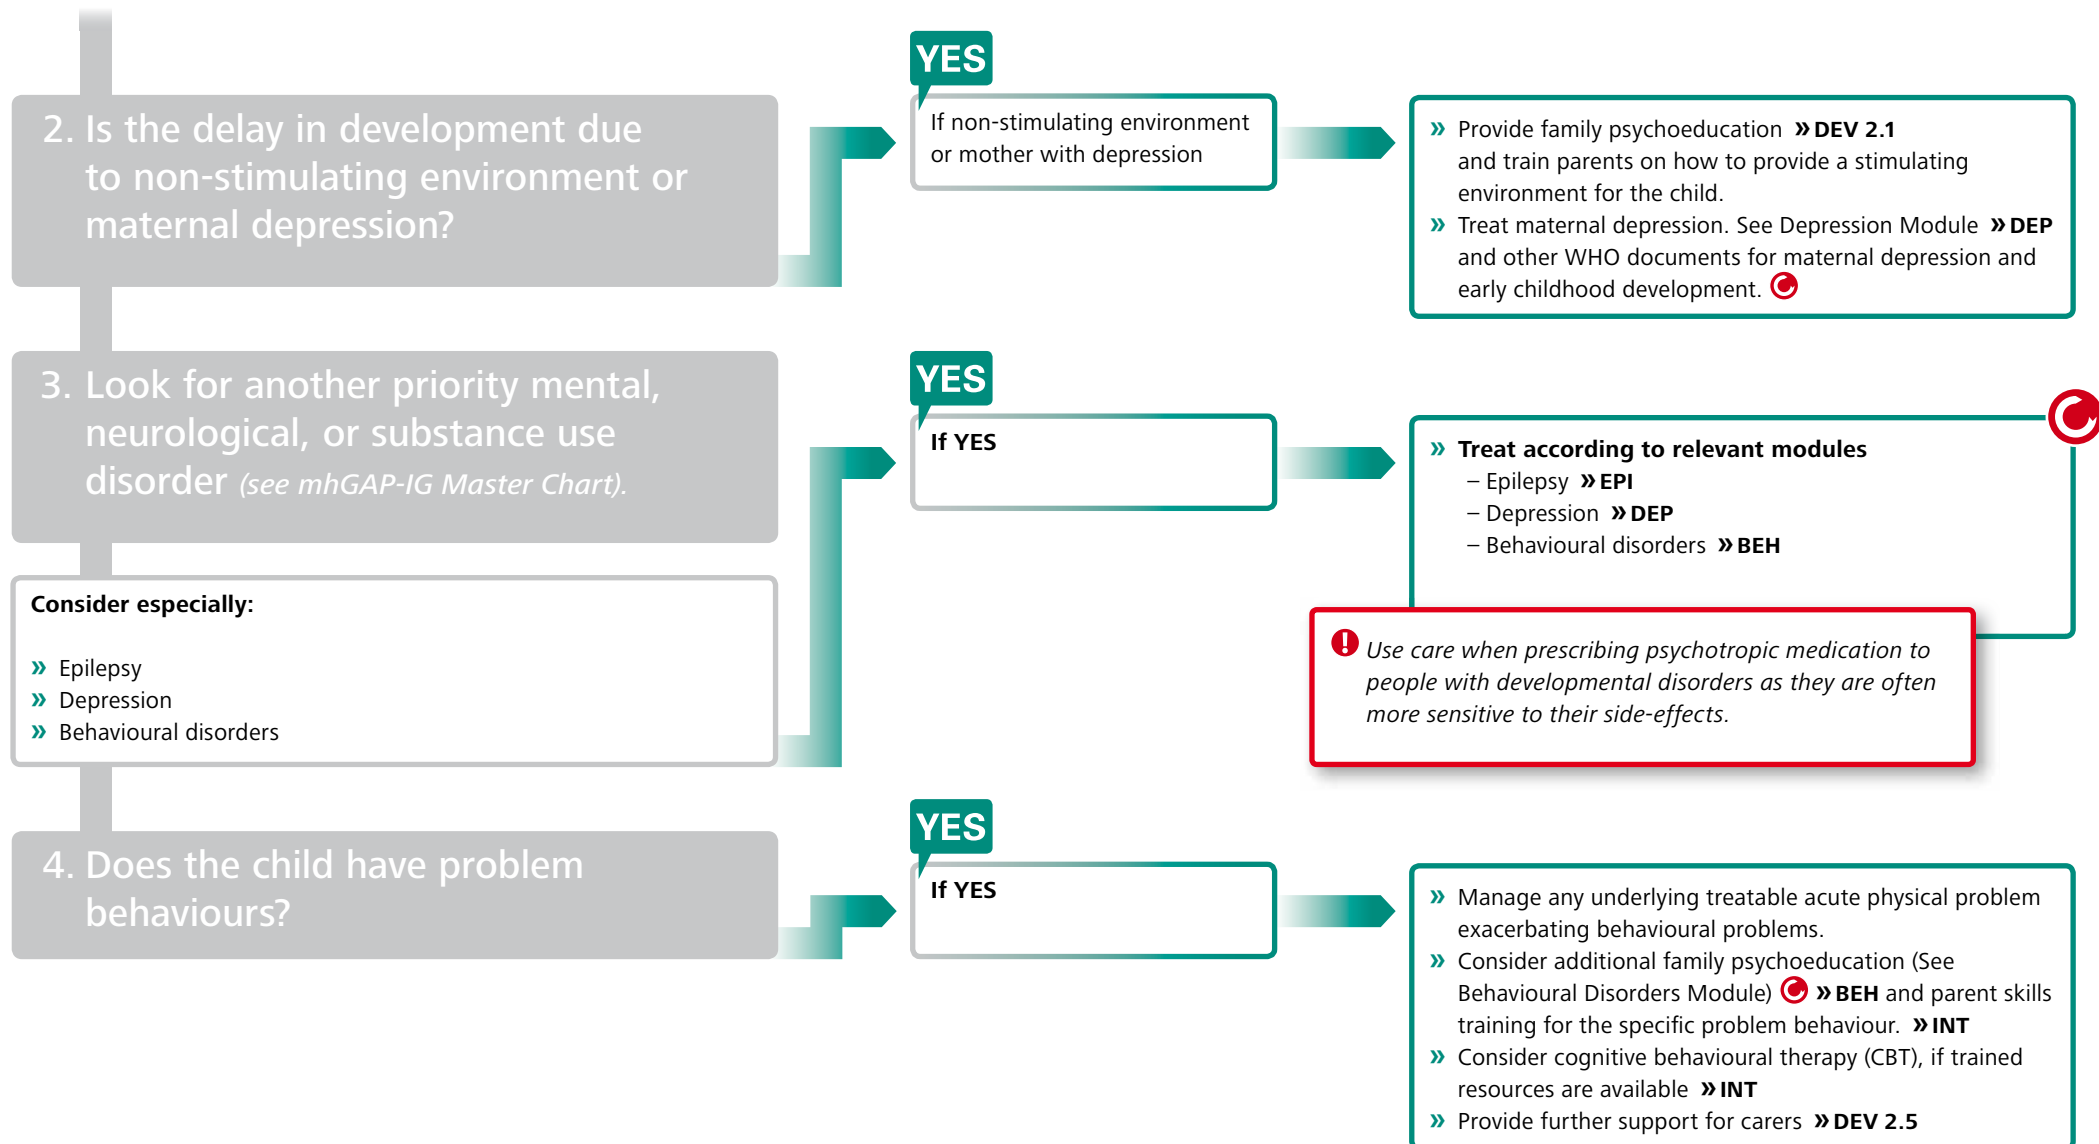 YES
2. Is the delay in development due
to non-stimulating environment or
maternal depression?
If non-stimulating environment
or mother with depression
» Provide family psychoeducation » DEV 2.1
and train parents on how to provide a stimulating
environment for the child.
» Treat maternal depression. See Depression Module » DEP
and other WHO documents for maternal depression and
early childhood development.
YES
3. Look for another priority mental,
neurological, or substance use
disorder (see mhGAP-IG Master Chart).
Consider especially:
» Epilepsy
» Depression
» Behavioural disorders
If YES
» Treat according to relevant modules
– Epilepsy » EPI
– Depression » DEP
– Behavioural disorders » BEH
! Use care when prescribing psychotropic medication to
people with developmental disorders as they are often
more sensitive to their side-effects.
YES
4. Does the child have problem
behaviours?
If YES
» Manage any underlying treatable acute physical problem
exacerbating behavioural problems.
» Consider additional family psychoeducation (See
Behavioural Disorders Module) » BEH and parent skills
training for the specific problem behaviour. » INT
» Consider cognitive behavioural therapy (CBT), if trained
resources are available » INT
» Provide further support for carers » DEV 2.5